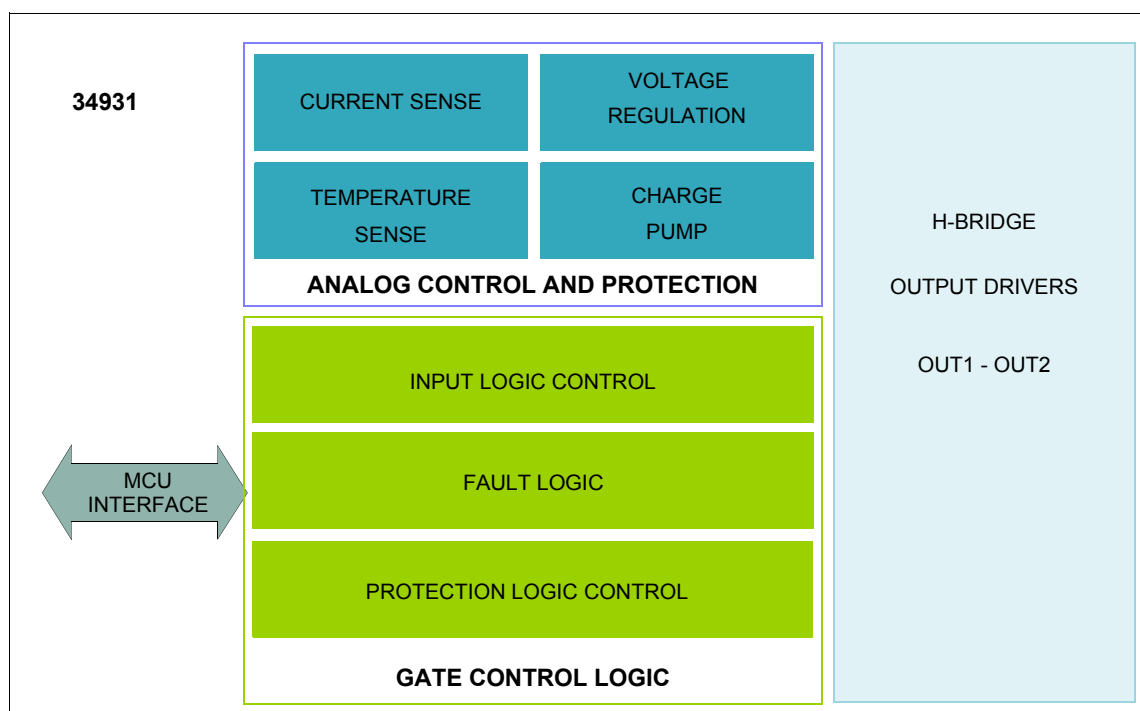 34931
CURRENT SENSE
VOLTAGE
REGULATION
TEMPERATURE
SENSE
CHARGE
PUMP
ANALOG CONTROL AND PROTECTION
INPUT LOGIC CONTROL
FAULT LOGIC
PROTECTION LOGIC CONTROL
GATE CONTROL LOGIC
MCU
INTERFACE
H-BRIDGE
OUTPUT DRIVERS
OUT1 - OUT2